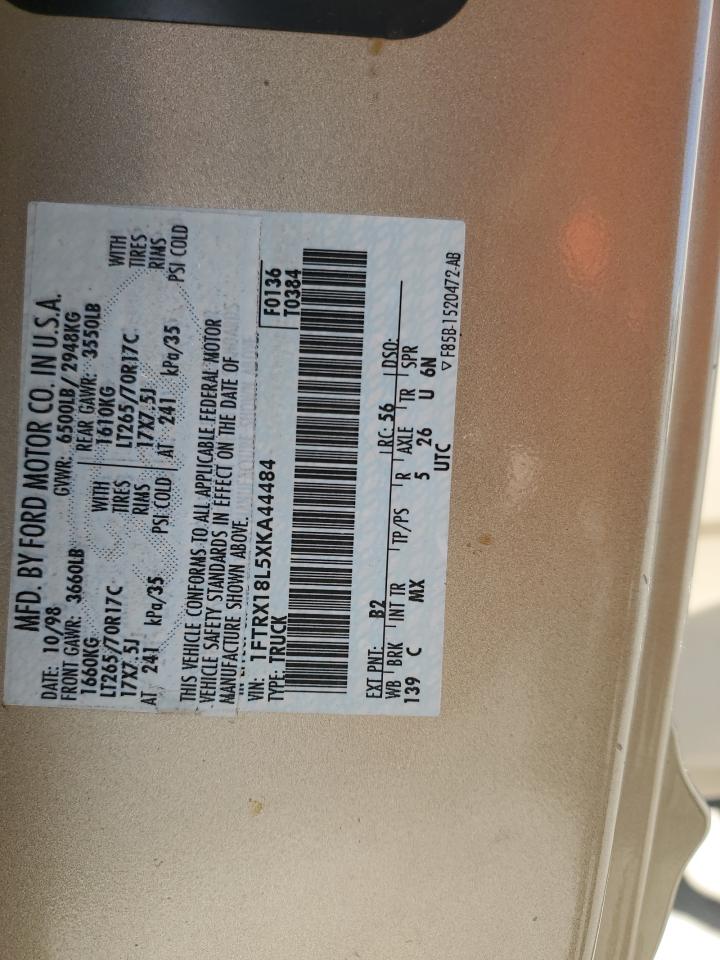 MFD. BY FORD MOTOR CO. IN U.S.A.
DATE: 10/98 GVWR: 6500LB / 2948KG
FRONT GAWR: 3660LB REAR GAWR: 3550LB
1660KG WITH 1610KG WITH
LT265/70R17C TIRES LT265/70R17C TIRES
17X7.5J RIMS 17X7.5J RIMS
AT 241 kPa/35 PSI COLD AT 241 kPa/35 PSI COLD
THIS VEHICLE CONFORMS TO ALL APPLICABLE FEDERAL MOTOR
VEHICLE SAFETY STANDARDS IN EFFECT ON THE DATE OF
MANUFACTURE SHOWN ABOVE.
VIN: 1FTRX18L5XKA44484 F0136
TYPE: TRUCK T0384
EXT PNT: B2 RC: 56 DSO:
WB BRK INT TR TP/PS R AXLE TR SPR
139 C MX 5 26 U 6N
UTC
▽ F85B-1520472-AB